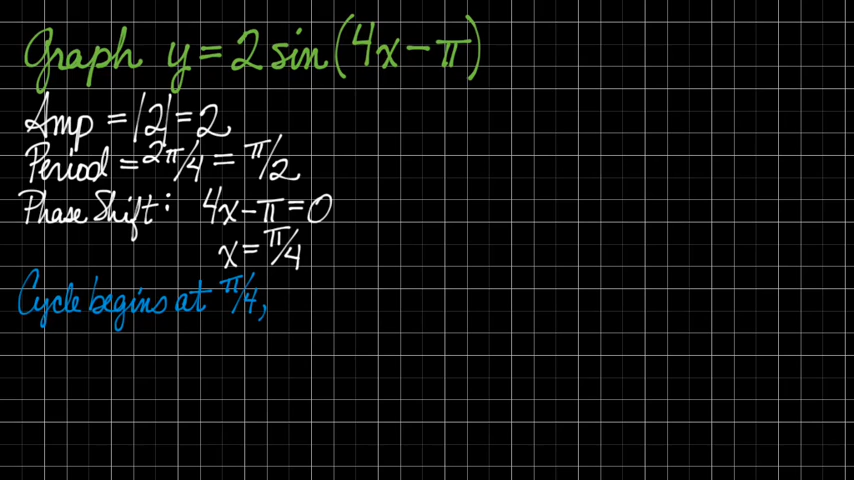 Graph y = 2 sin(4x - π)
Amp = |2| = 2
Period = 2π/4 = π/2
Phase Shift: 4x - π = 0
x = π/4
Cycle begins at π/4,